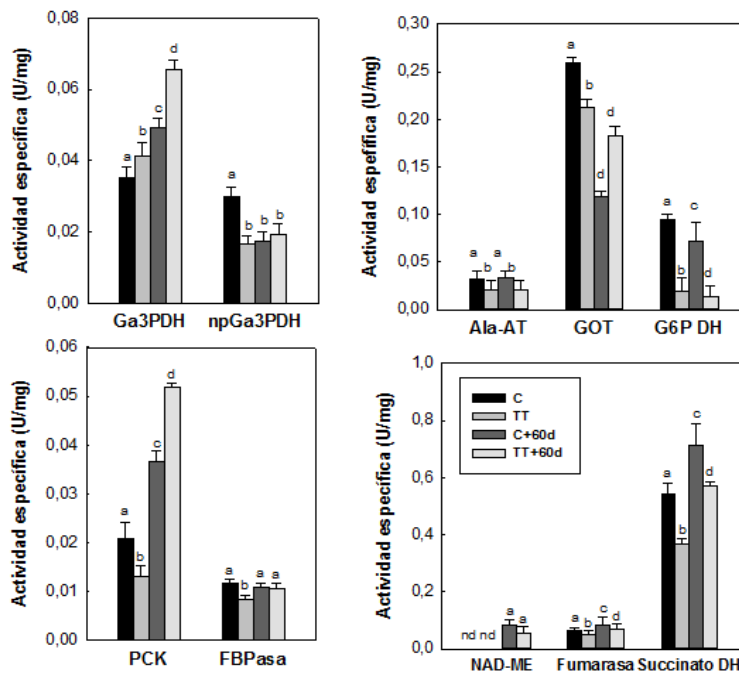 Actividad específica (U/mg)
0,08
0,06
0,04
0,02
0,00
a
b
c
d
a
b
b
b
Ga3PDH
npGa3PDH
Actividad espefífica (U/mg)
0,30
0,25
0,20
0,15
0,10
0,05
0,00
a
b
a
b
a
b
d
d
a
b
c
d
Ala-AT
GOT
G6P DH
Actividad específica (U/mg)
0,06
0,05
0,04
0,03
0,02
0,01
0,00
a
b
c
d
a
b
a
a
PCK
FBPasa
Actividad específica (U/mg)
1,0
0,8
0,6
0,4
0,2
0,0
C
TT
C+60d
TT+60d
nd nd
a
a
a
b
c
d
a
b
c
d
NAD-ME
Fumarasa
Succinato DH